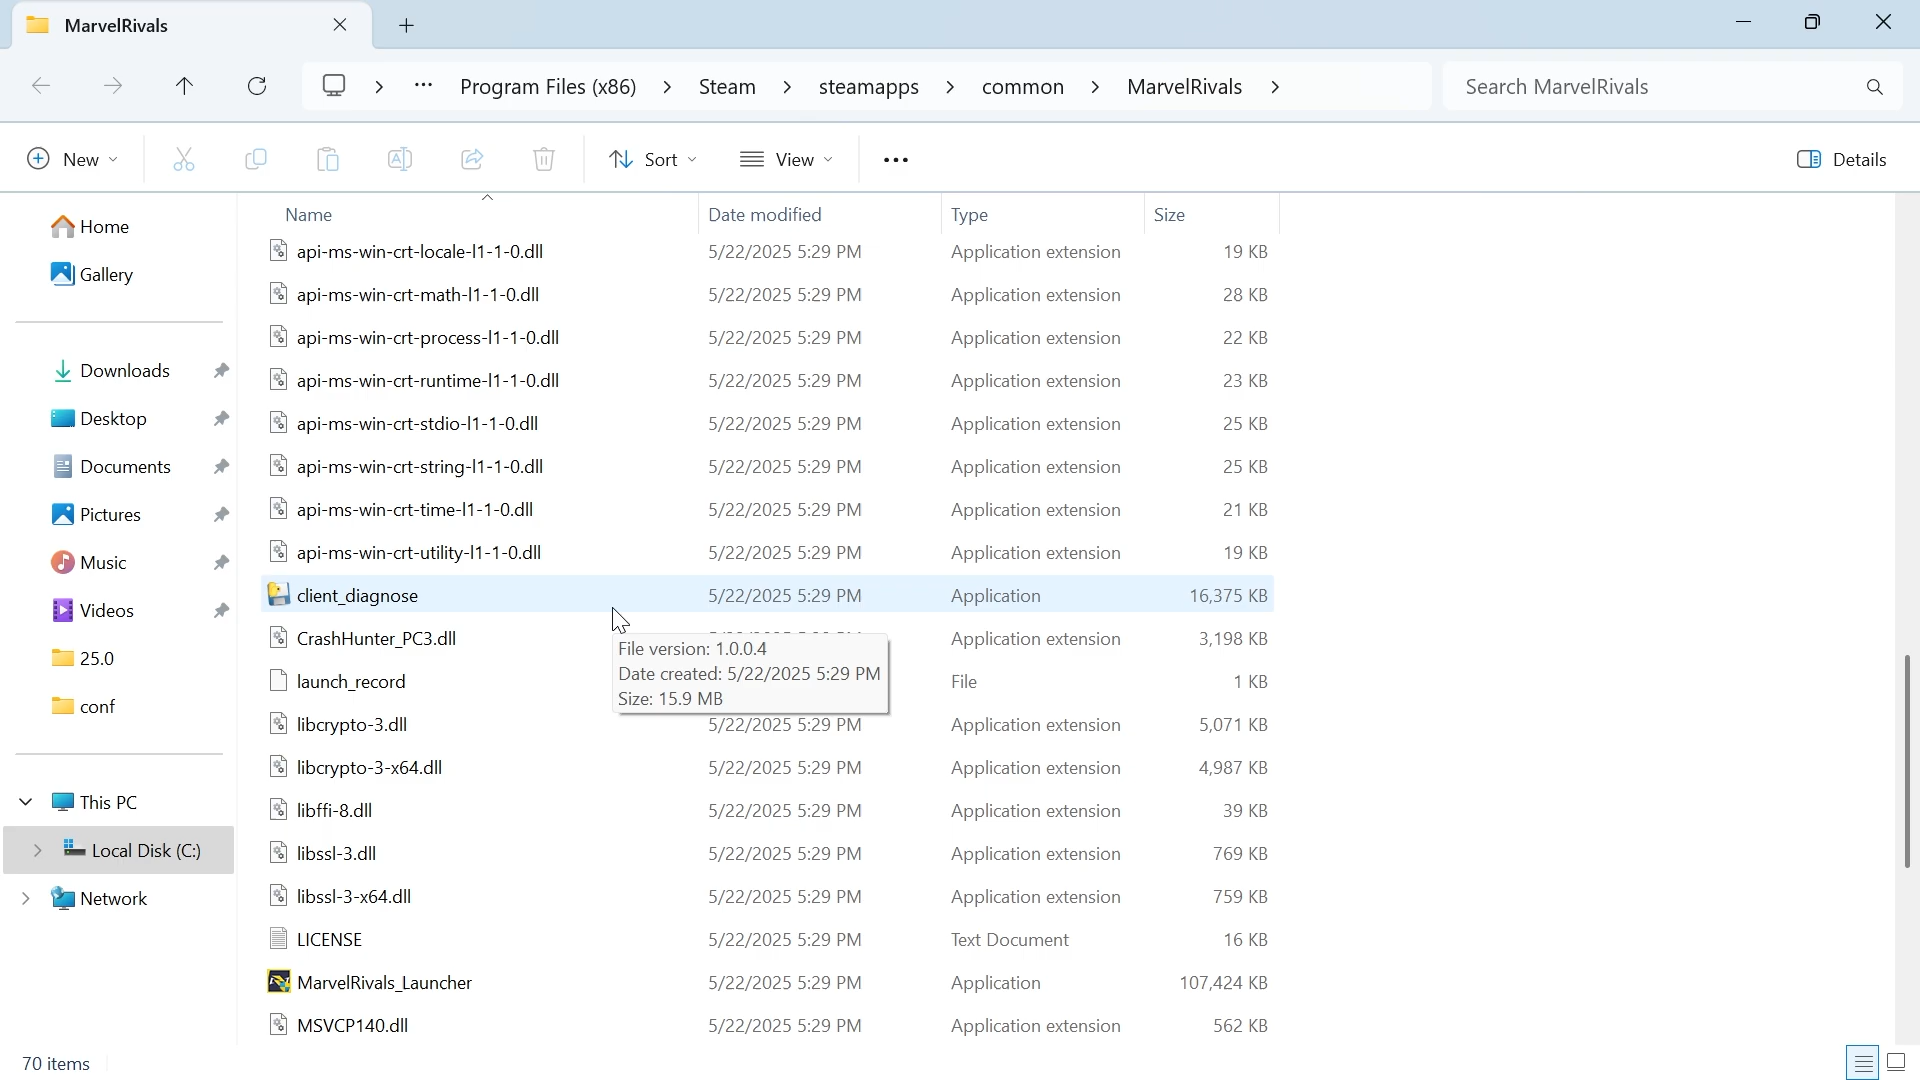 MarvelRivals
Program Files (x86) Steam steamapps common MarvelRivals
Search MarvelRivals
New Sort View Details
Name Date modified Type Size
Home
Gallery
Downloads
Desktop
Documents
Pictures
Music
Videos
25.0
conf
This PC
Local Disk (C:)
Network
api-ms-win-crt-locale-l1-1-0.dll 5/22/2025 5:29 PM Application extension 19 KB
api-ms-win-crt-math-l1-1-0.dll 5/22/2025 5:29 PM Application extension 28 KB
api-ms-win-crt-process-l1-1-0.dll 5/22/2025 5:29 PM Application extension 22 KB
api-ms-win-crt-runtime-l1-1-0.dll 5/22/2025 5:29 PM Application extension 23 KB
api-ms-win-crt-stdio-l1-1-0.dll 5/22/2025 5:29 PM Application extension 25 KB
api-ms-win-crt-string-l1-1-0.dll 5/22/2025 5:29 PM Application extension 25 KB
api-ms-win-crt-time-l1-1-0.dll 5/22/2025 5:29 PM Application extension 21 KB
api-ms-win-crt-utility-l1-1-0.dll 5/22/2025 5:29 PM Application extension 19 KB
client_diagnose 5/22/2025 5:29 PM Application 16,375 KB
CrashHunter_PC3.dll Application extension 3,198 KB
launch_record File 1 KB
File version: 1.0.0.4
Date created: 5/22/2025 5:29 PM
Size: 15.9 MB
libcrypto-3.dll 5/22/2025 5:29 PM Application extension 5,071 KB
libcrypto-3-x64.dll 5/22/2025 5:29 PM Application extension 4,987 KB
libffi-8.dll 5/22/2025 5:29 PM Application extension 39 KB
libssl-3.dll 5/22/2025 5:29 PM Application extension 769 KB
libssl-3-x64.dll 5/22/2025 5:29 PM Application extension 759 KB
LICENSE 5/22/2025 5:29 PM Text Document 16 KB
MarvelRivals_Launcher 5/22/2025 5:29 PM Application 107,424 KB
MSVCP140.dll 5/22/2025 5:29 PM Application extension 562 KB
70 items